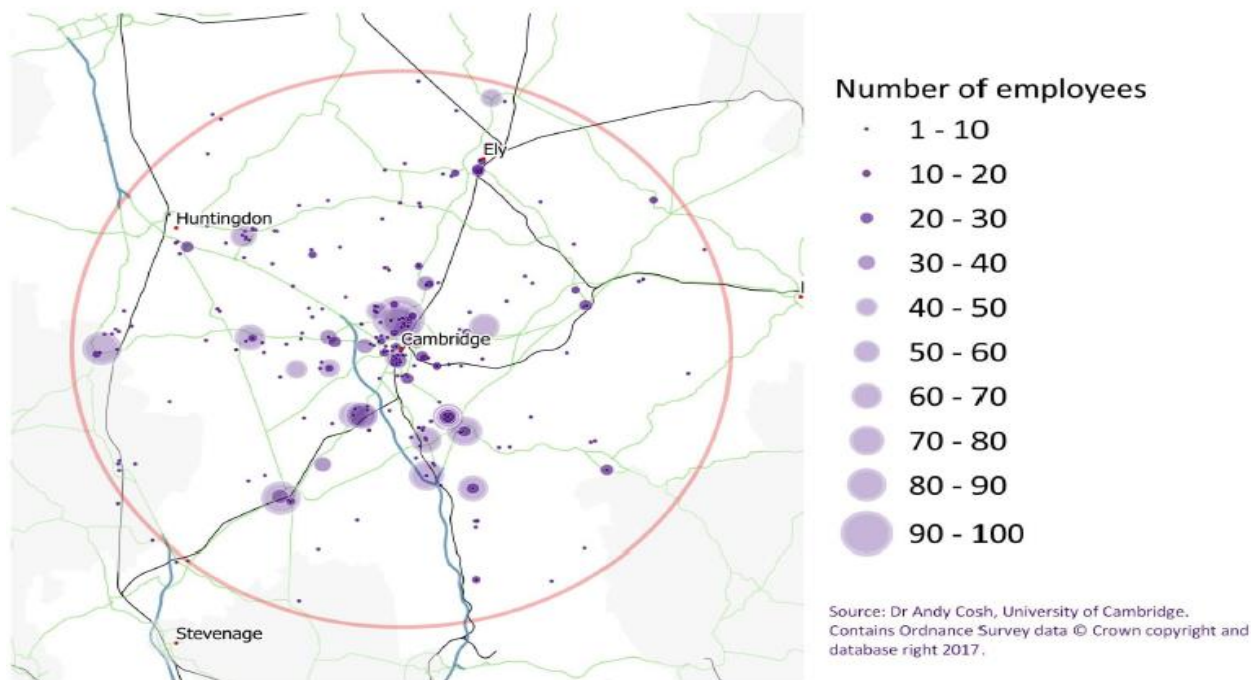 Ely
Huntingdon
Cambridge
Stevenage
Number of employees
1 - 10
10 - 20
20 - 30
30 - 40
40 - 50
50 - 60
60 - 70
70 - 80
80 - 90
90 - 100
Source: Dr Andy Cosh, University of Cambridge.
Contains Ordnance Survey data © Crown copyright and
database right 2017.